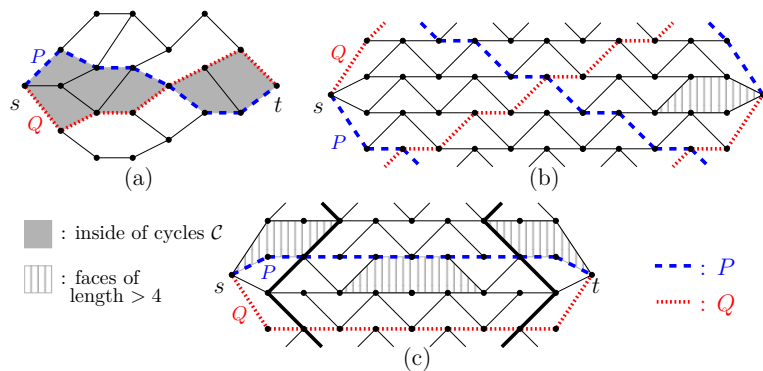 P
s
Q
t
(a)
Q
s
P
(b)
: inside of cycles C
: faces of
length > 4
s
P
Q
t
(c)
: P
: Q